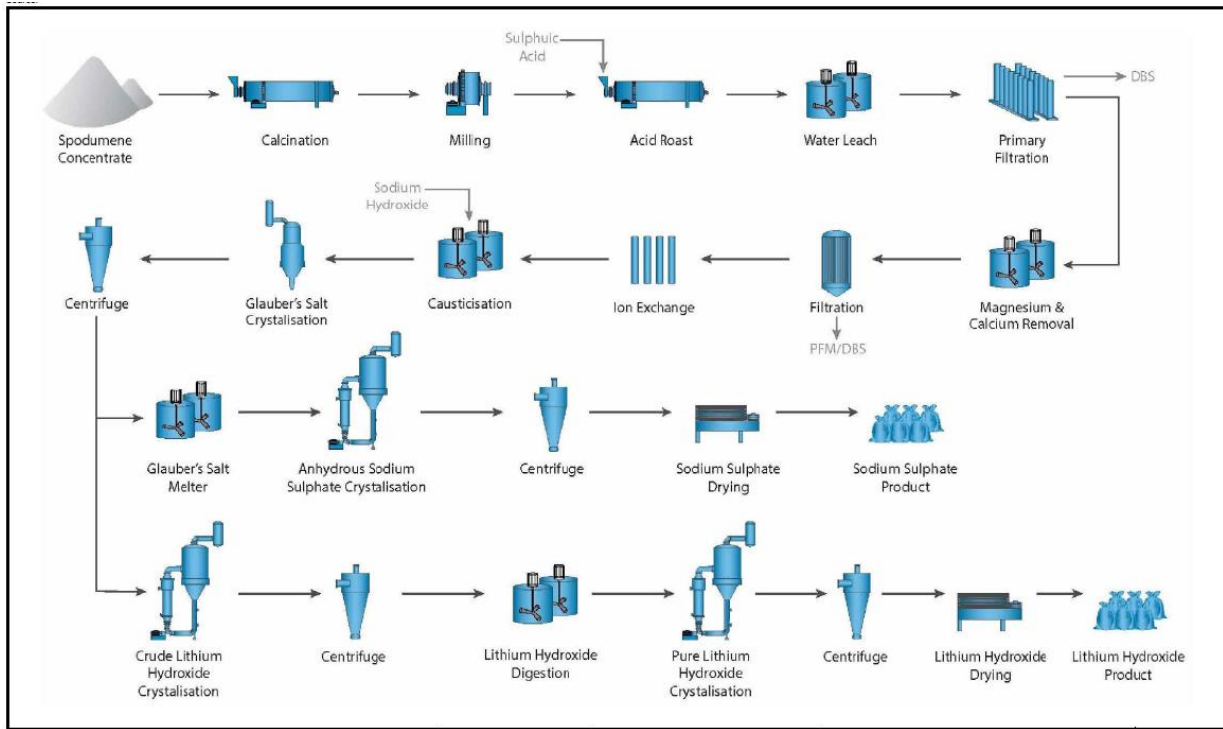 Sulphuic
Acid
DBS
Spodumene
Concentrate
Calcination
Milling
Acid Roast
Water Leach
Primary
Filtration
Sodium
Hydroxide
Centrifuge
Glauber's Salt
Crystalisation
Causticisation
Ion Exchange
Filtration
Magnesium &
Calcium Removal
PFM/DBS
Glauber's Salt
Melter
Anhydrous Sodium
Sulphate Crystalisation
Centrifuge
Sodium Sulphate
Drying
Sodium Sulphate
Product
Crude Lithium
Hydroxide
Crystalisation
Centrifuge
Lithium Hydroxide
Digestion
Pure Lithium
Hydroxide
Crystalisation
Centrifuge
Lithium Hydroxide
Drying
Lithium Hydroxide
Product